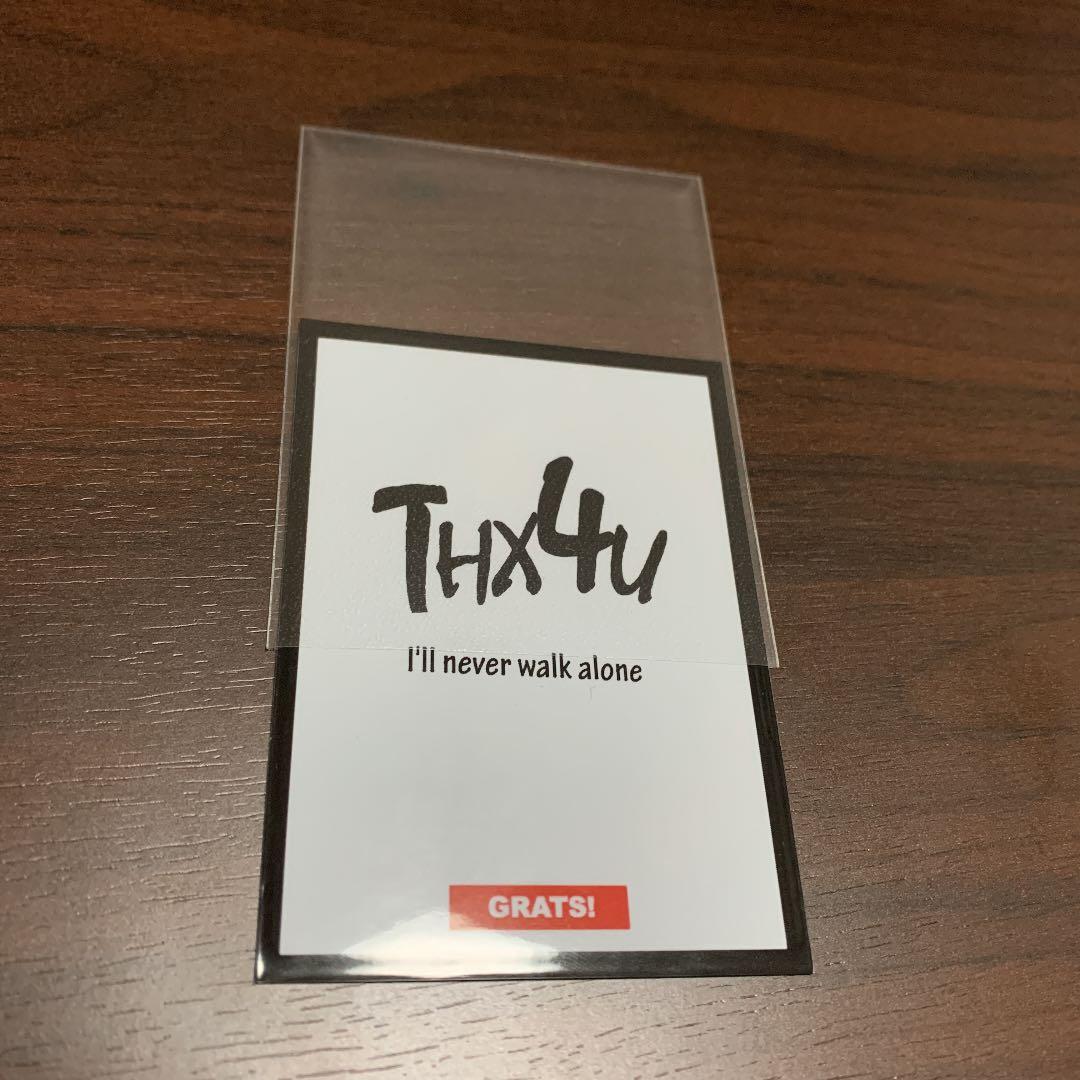 THX4U
I'll never walk alone
GRATS!